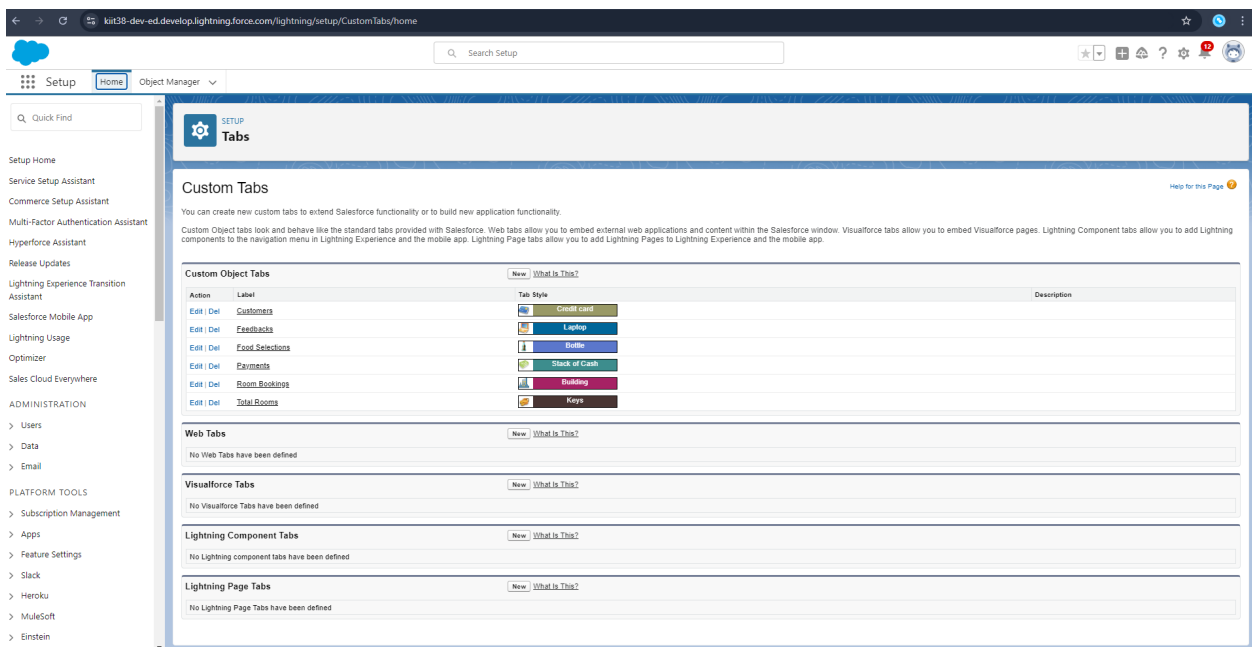 kiit38-dev-ed.develop.lightning.force.com/lightning/setup/CustomTabs/home
Search Setup
12
Setup
Home
Object Manager
Quick Find
Setup Home
Service Setup Assistant
Commerce Setup Assistant
Multi-Factor Authentication Assistant
Hyperforce Assistant
Release Updates
Lightning Experience Transition
Assistant
Salesforce Mobile App
Lightning Usage
Optimizer
Sales Cloud Everywhere
ADMINISTRATION
Users
Data
Email
PLATFORM TOOLS
Subscription Management
Apps
Feature Settings
Slack
Heroku
MuleSoft
Einstein
SETUP
Tabs
Custom Tabs
Help for this Page
You can create new custom tabs to extend Salesforce functionality or to build new application functionality.
Custom Object tabs look and behave like the standard tabs provided with Salesforce. Web tabs allow you to embed external web applications and content within the Salesforce window. Visualforce tabs allow you to embed Visualforce pages. Lightning Component tabs allow you to add Lightning
components to the navigation menu in Lightning Experience and the mobile app. Lightning Page tabs allow you to add Lightning Pages to Lightning Experience and the mobile app.
Custom Object Tabs New What Is This?
Action Label Tab Style Description
Edit | Del Customers Credit card
Edit | Del Feedbacks Laptop
Edit | Del Food Selections Bottle
Edit | Del Payments Stack of Cash
Edit | Del Room Bookings Building
Edit | Del Total Rooms Keys
Web Tabs New What Is This?
No Web Tabs have been defined
Visualforce Tabs New What Is This?
No Visualforce Tabs have been defined
Lightning Component Tabs New What Is This?
No Lightning component tabs have been defined
Lightning Page Tabs New What Is This?
No Lightning Page Tabs have been defined